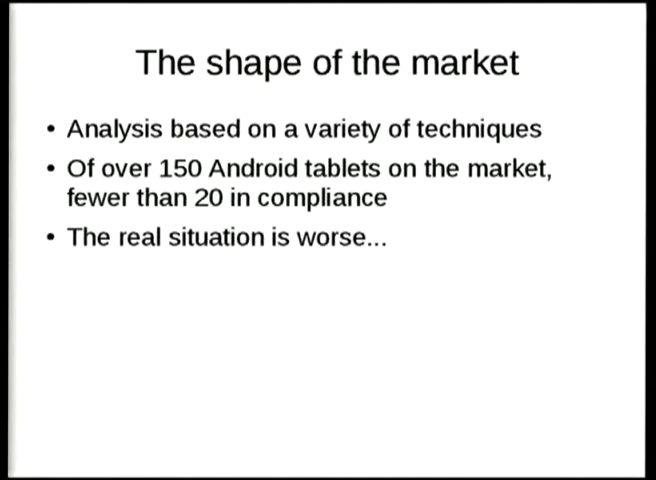 The shape of the market
• Analysis based on a variety of techniques
• Of over 150 Android tablets on the market,
fewer than 20 in compliance
• The real situation is worse...